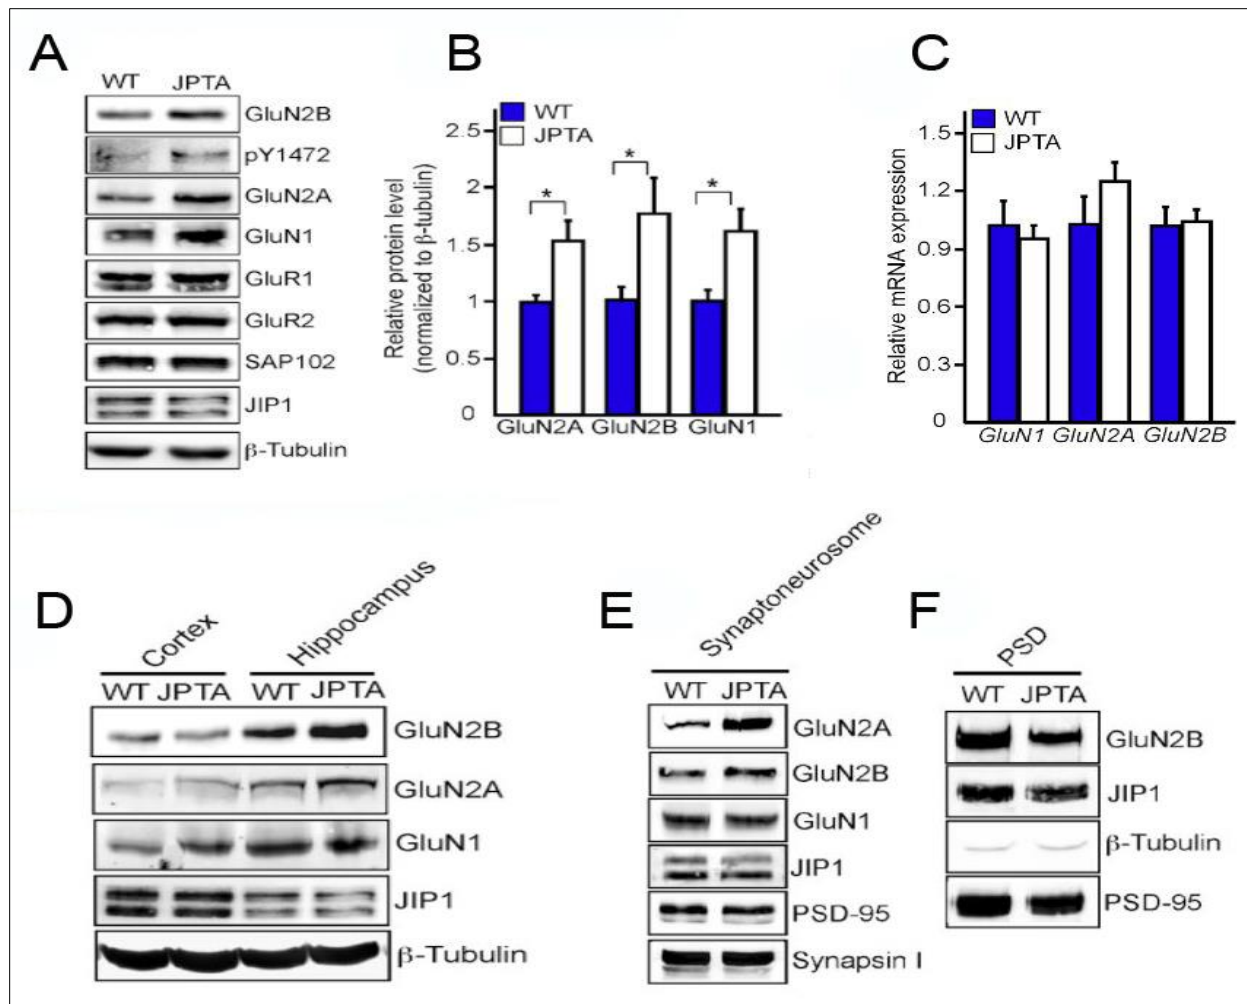 A
WT JPTA
GluN2B
pY1472
GluN2A
GluN1
GluR1
GluR2
SAP102
JIP1
β-Tubulin
B
WT
JPTA
Relative protein level
(normalized to β-tubulin)
2.5
2
1.5
1
0.5
0
*
*
*
GluN2A GluN2B GluN1
C
WT
JPTA
Relative mRNA expression
1.5
1.2
0.9
0.6
0.3
0
GluN1 GluN2A GluN2B
D
Cortex Hippocampus
WT JPTA WT JPTA
GluN2B
GluN2A
GluN1
JIP1
β-Tubulin
E
Synaptoneurosome
WT JPTA
GluN2A
GluN2B
GluN1
JIP1
PSD-95
Synapsin I
F
PSD
WT JPTA
GluN2B
JIP1
β-Tubulin
PSD-95